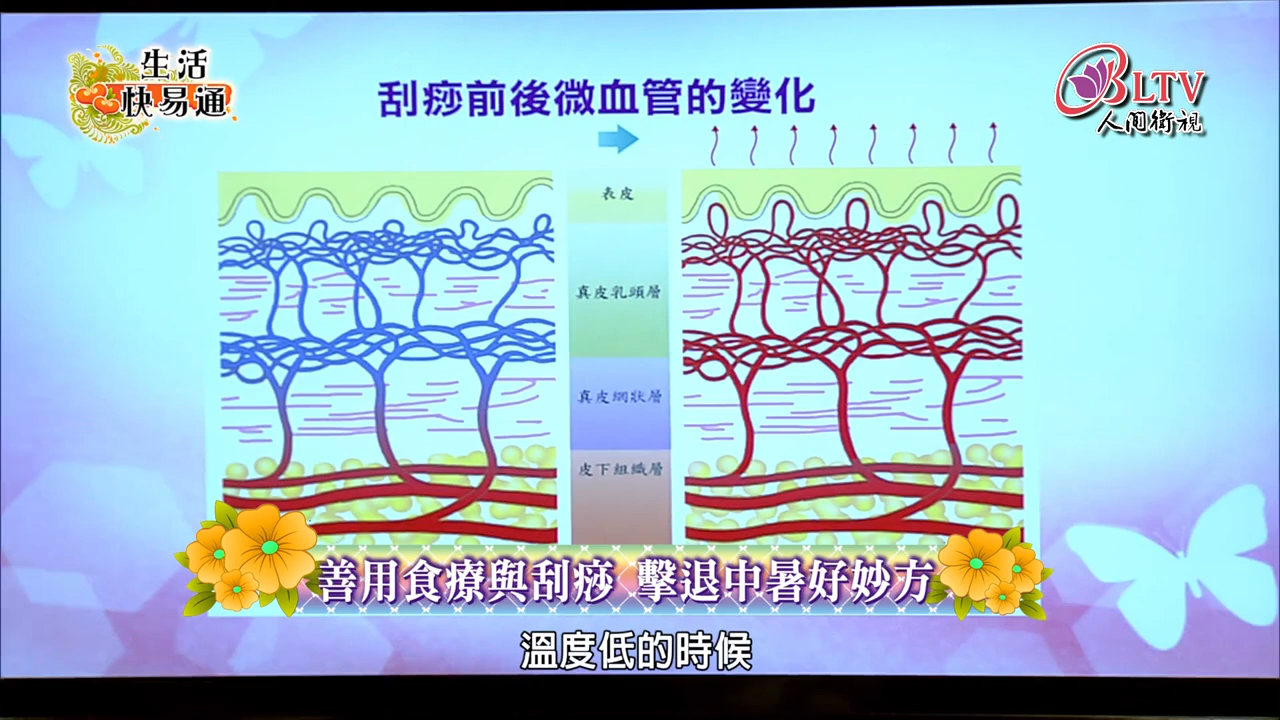 生活
快易通
BLTV
人间衛視
刮痧前後微血管的變化
表皮
真皮乳頭層
真皮網狀層
皮下組織層
善用食療與刮痧 擊退中暑好妙方
溫度低的時候